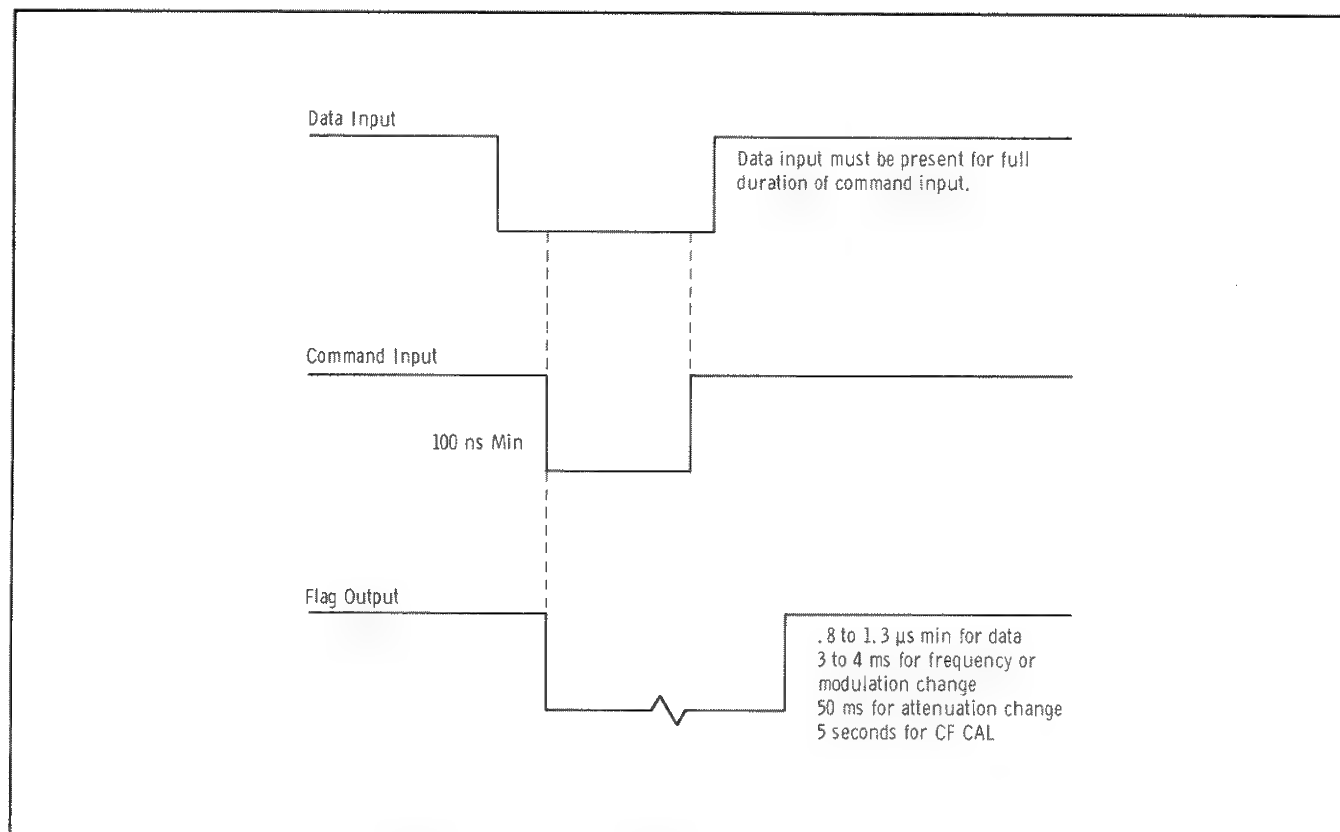 Data Input
Data input must be present for full
duration of command input.
Command Input
100 ns Min
Flag Output
.8 to 1.3 µs min for data
3 to 4 ms for frequency or
modulation change
50 ms for attenuation change
5 seconds for CF CAL